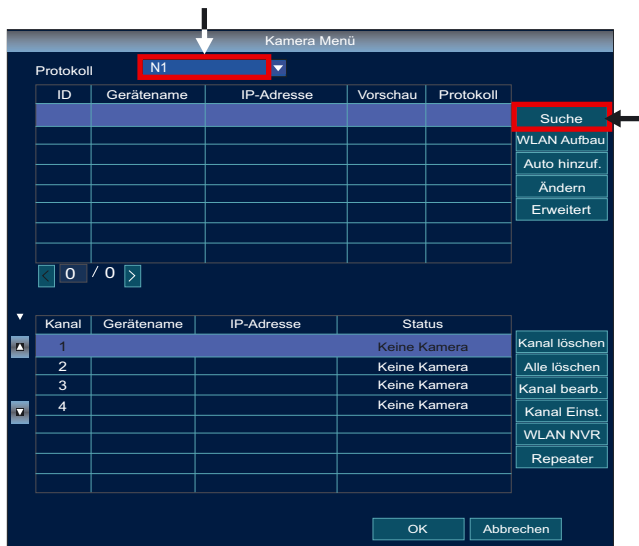 Kamera Menü
Protokoll N1
ID Gerätename IP-Adresse Vorschau Protokoll
Suche
WLAN Aufbau
Auto hinzuf.
Ändern
Erweitert
0 / 0
Kanal Gerätename IP-Adresse Status
1 Keine Kamera
2 Keine Kamera
3 Keine Kamera
4 Keine Kamera
Kanal löschen
Alle löschen
Kanal bearb.
Kanal Einst.
WLAN NVR
Repeater
OK Abbrechen